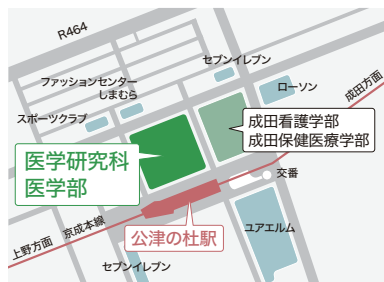 R464
セブンイレブン
ファッションセンター
しまむら
ローソン
成田方面
スポーツクラブ
成田看護学部
成田保健医療学部
医学研究科
医学部
交番
京成本線
上野方面
公津の杜駅
ユアエルム
セブンイレブン